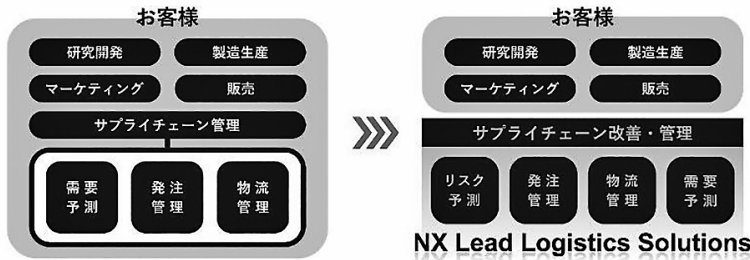 お客様
研究開発
製造生産
マーケティング
販売
サプライチェーン管理
需要
予測
発注
管理
物流
管理
お客様
研究開発
製造生産
マーケティング
販売
サプライチェーン改善・管理
リスク
予測
発注
管理
物流
管理
需要
予測
NX Lead Logistics Solutions